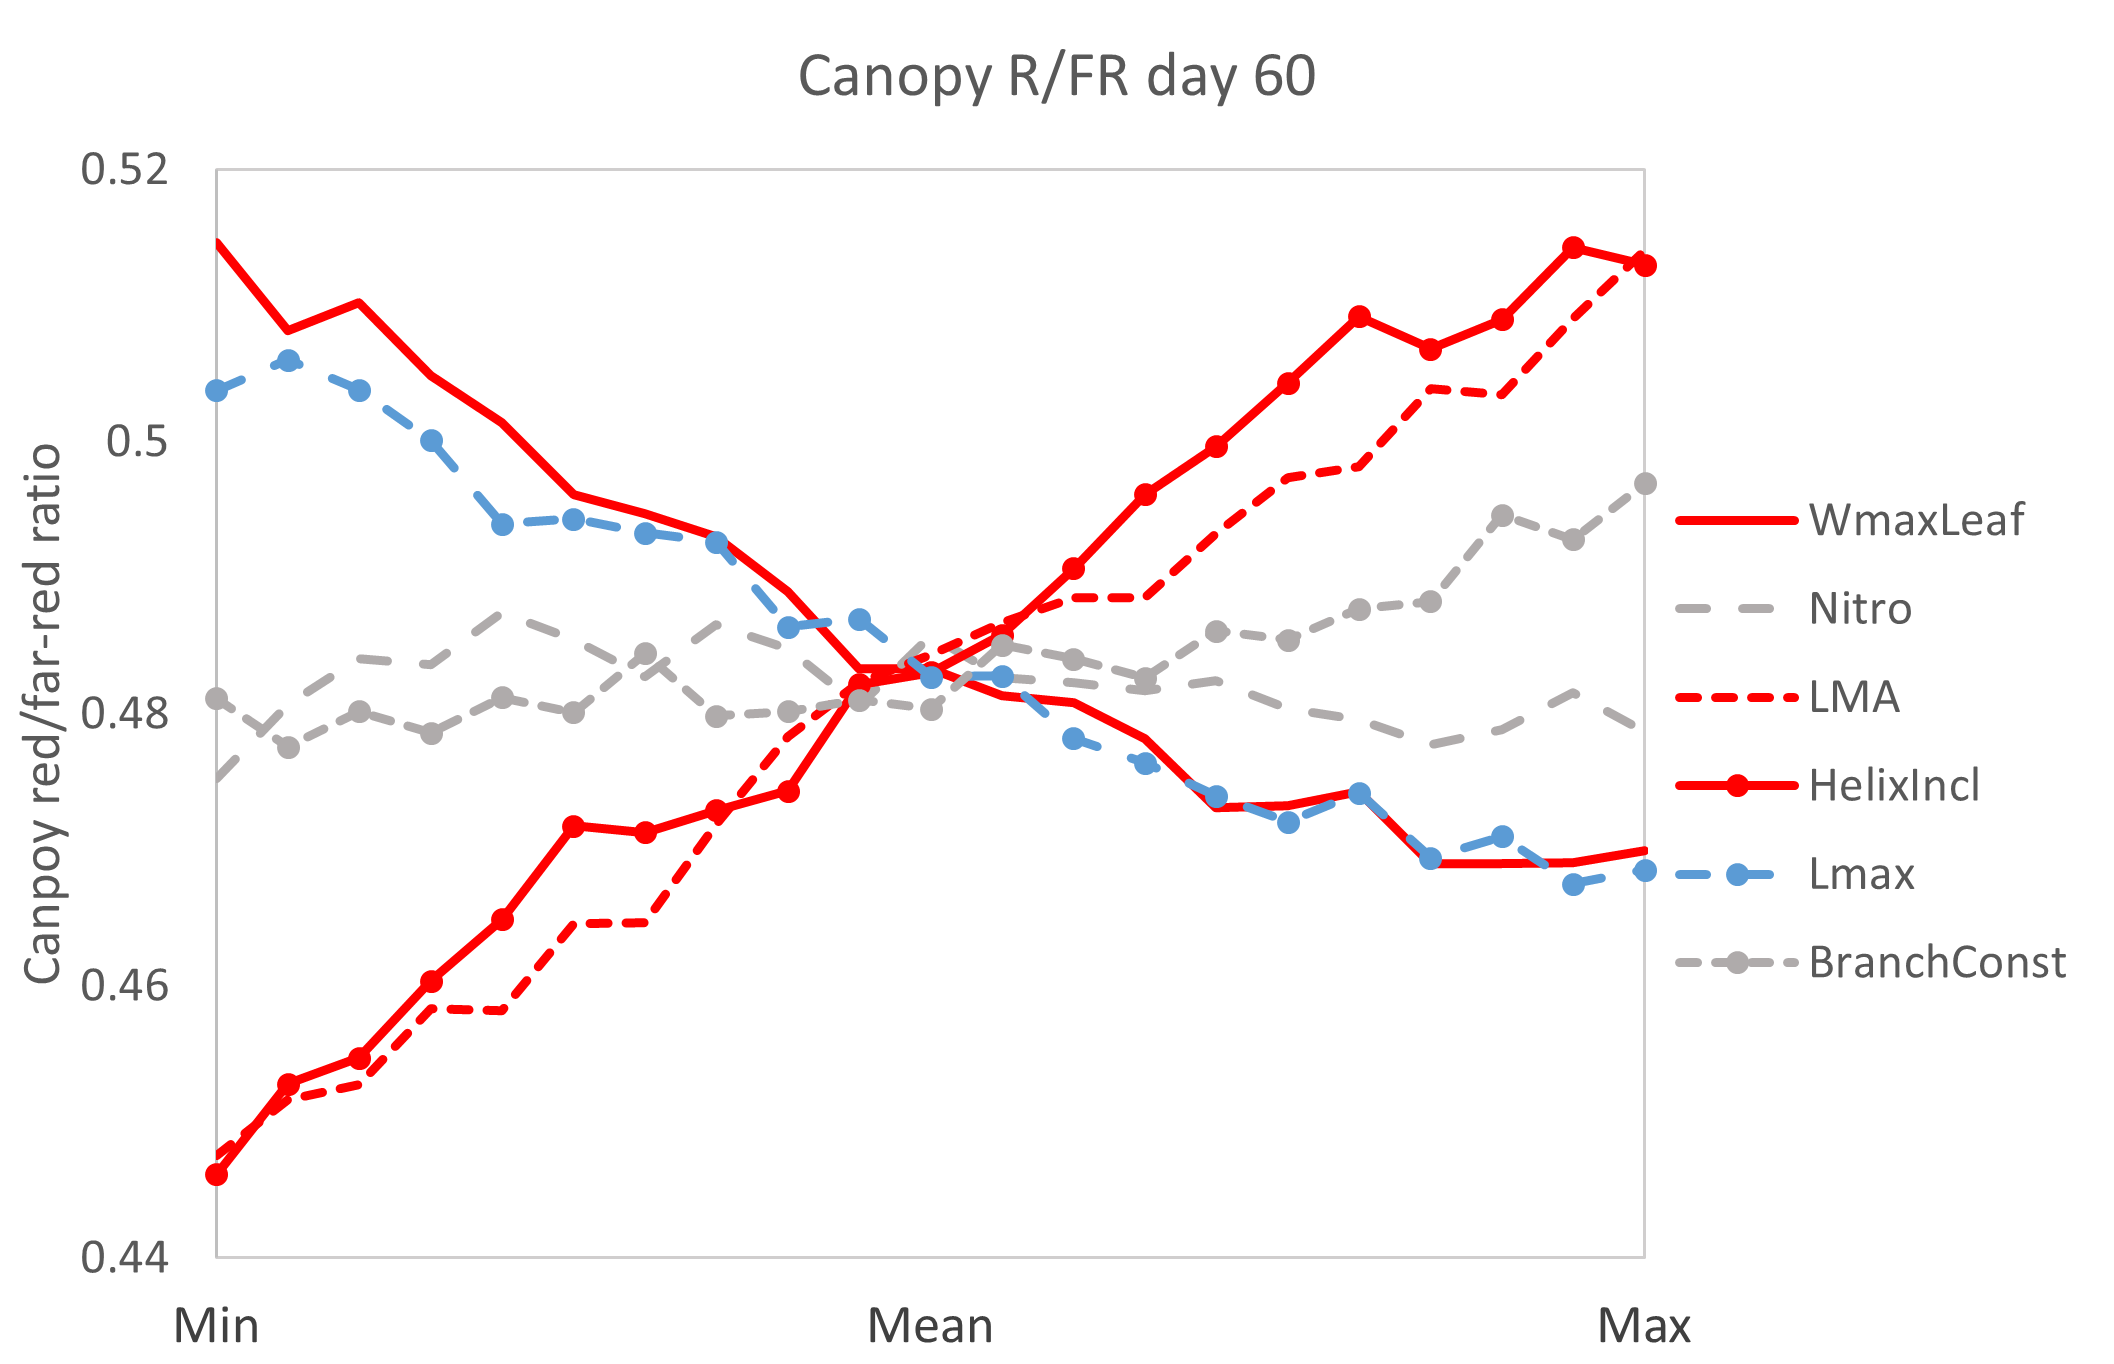 Canopy R/FR day 60
Canpoy red/far-red ratio
0.52
0.5
0.48
0.46
0.44
Min
Mean
Max
WmaxLeaf
Nitro
LMA
HelixIncl
Lmax
BranchConst